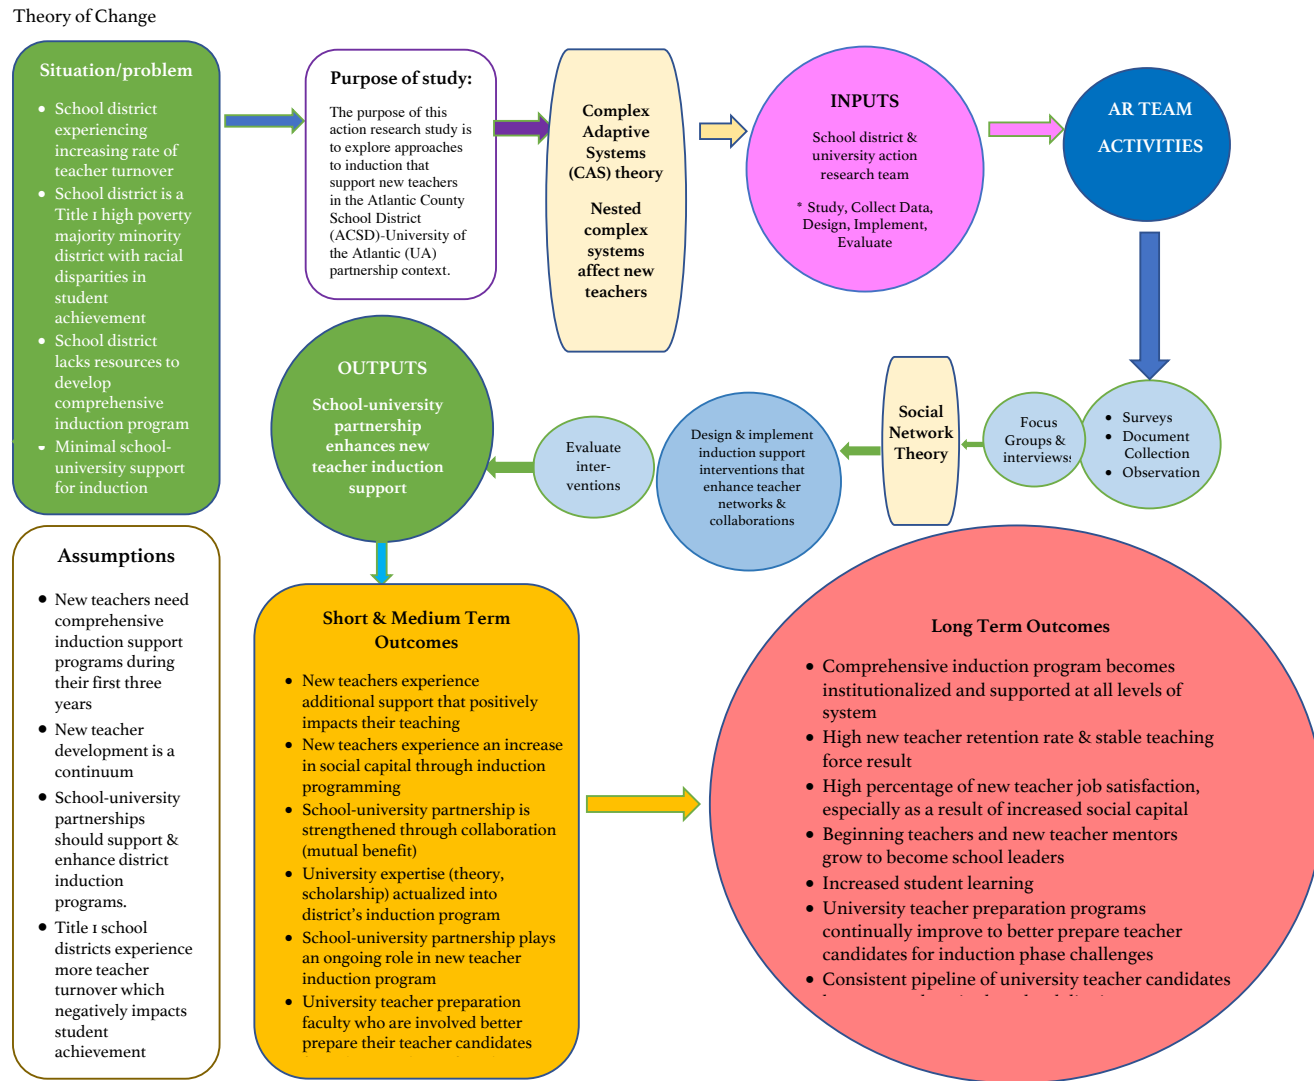 Theory of Change
Situation/problem
• School district
experiencing
increasing rate of
teacher turnover
• School district is a
Title 1 high poverty
majority minority
district with racial
disparities in
student
achievement
• School district
lacks resources to
develop
comprehensive
induction program
• Minimal school-
university support
for induction
Purpose of study:
The purpose of this
action research study is
to explore approaches
to induction that
support new teachers
in the Atlantic County
School District
(ACSD)-University of
the Atlantic (UA)
partnership context.
Complex
Adaptive
Systems
(CAS) theory
Nested
complex
systems
affect new
teachers
INPUTS
School district &
university action
research team
* Study, Collect Data,
Design, Implement,
Evaluate
AR TEAM
ACTIVITIES
• Surveys
• Document
Collection
• Observation
Focus
Groups &
interviews
Social
Network
Theory
Design & implement
induction support
interventions that
enhance teacher
networks &
collaborations
Evaluate
inter-
ventions
OUTPUTS
School-university
partnership
enhances new
teacher induction
support
Assumptions
• New teachers need
comprehensive
induction support
programs during
their first three
years
• New teacher
development is a
continuum
• School-university
partnerships
should support &
enhance district
induction
programs.
• Title 1 school
districts experience
more teacher
turnover which
negatively impacts
student
achievement
Short & Medium Term
Outcomes
• New teachers experience
additional support that positively
impacts their teaching
• New teachers experience an increase
in social capital through induction
programming
• School-university partnership is
strengthened through collaboration
(mutual benefit)
• University expertise (theory,
scholarship) actualized into
district's induction program
• School-university partnership plays
an ongoing role in new teacher
induction program
• University teacher preparation
faculty who are involved better
prepare their teacher candidates
Long Term Outcomes
• Comprehensive induction program becomes
institutionalized and supported at all levels of
system
• High new teacher retention rate & stable teaching
force result
• High percentage of new teacher job satisfaction,
especially as a result of increased social capital
• Beginning teachers and new teacher mentors
grow to become school leaders
• Increased student learning
• University teacher preparation programs
continually improve to better prepare teacher
candidates for induction phase challenges
• Consistent pipeline of university teacher candidates